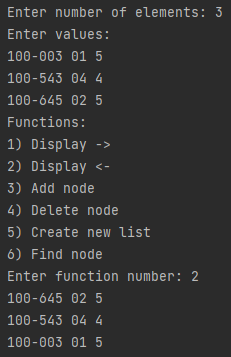 Enter number of elements: 3
Enter values:
100-003 01 5
100-543 04 4
100-645 02 5
Functions:
1) Display ->
2) Display <-
3) Add node
4) Delete node
5) Create new list
6) Find node
Enter function number: 2
100-645 02 5
100-543 04 4
100-003 01 5